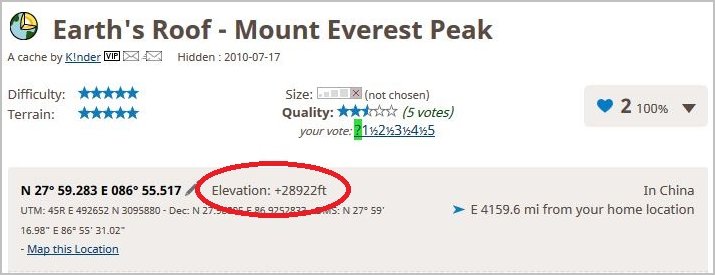 Earth's Roof - Mount Everest Peak
A cache by K!nder VIP Hidden : 2010-07-17
Difficulty: Size: (not chosen) 2 100%
Terrain: Quality: (5 votes)
your vote: ?1½2½3½4½5
N 27° 59.283 E 086° 55.517 Elevation: +28922ft In China
UTM: 45R E 492652 N 3095880 - Dec: N E 86.9252833 N 27° 59' E 4159.6 mi from your home location
16.98" E 86° 55' 31.02"
- Map this Location